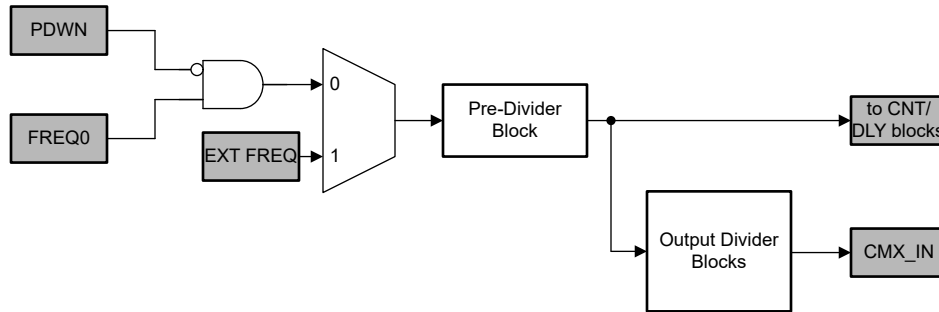 PDWN
FREQ0
EXT FREQ
0
1
Pre-Divider
Block
to CNT/
DLY blocks
Output Divider
Blocks
CMX_IN